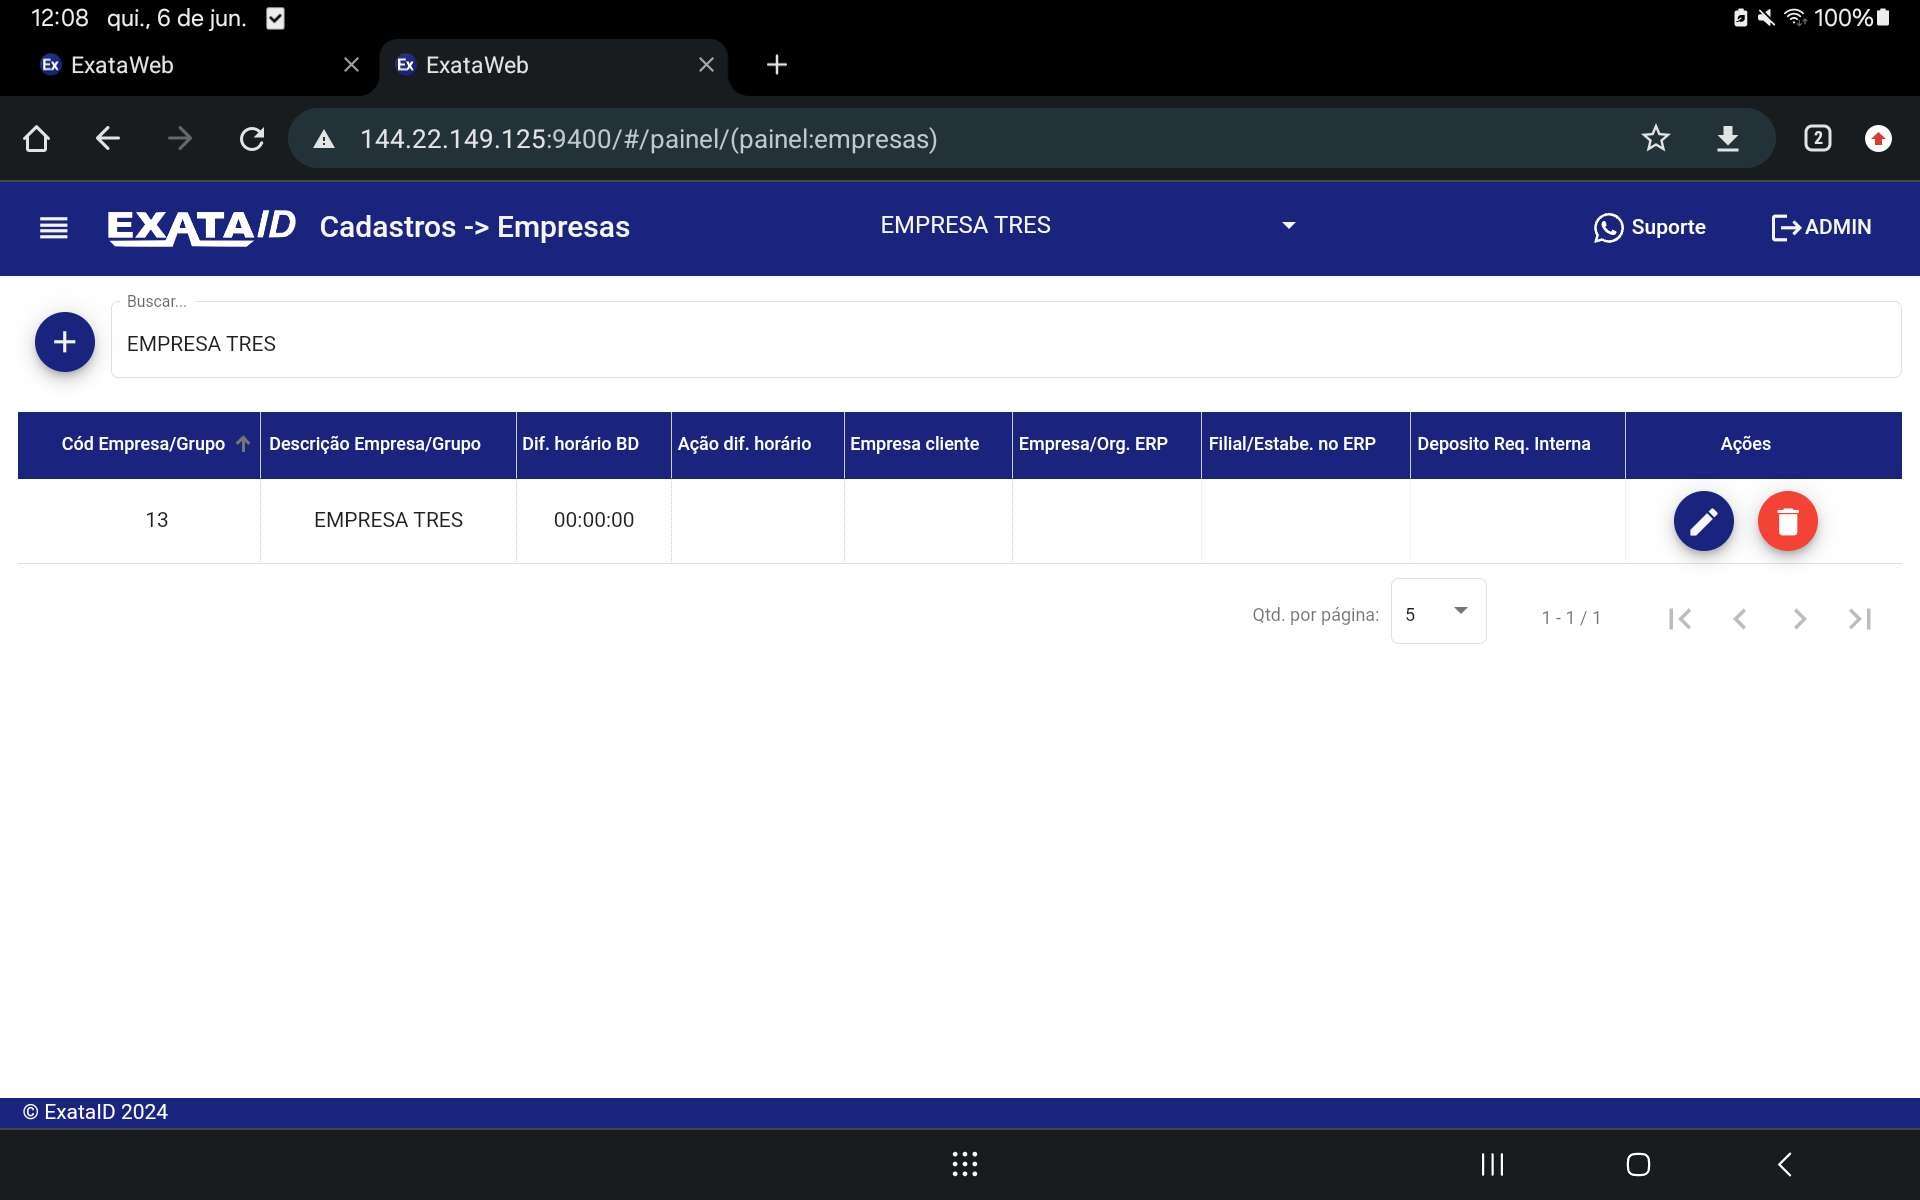 12:08 qui., 6 de jun. 100%
Ex ExataWeb Ex ExataWeb
144.22.149.125:9400/#/painel/(painel:empresas) 2
EXATAID Cadastros -> Empresas EMPRESA TRES Suporte ADMIN
Buscar...
EMPRESA TRES
Cód Empresa/Grupo Descrição Empresa/Grupo Dif. horário BD Ação dif. horário Empresa cliente Empresa/Org. ERP Filial/Estabe. no ERP Deposito Req. Interna Ações
13 EMPRESA TRES 00:00:00
Qtd. por página: 5 1 - 1 / 1
© ExataID 2024